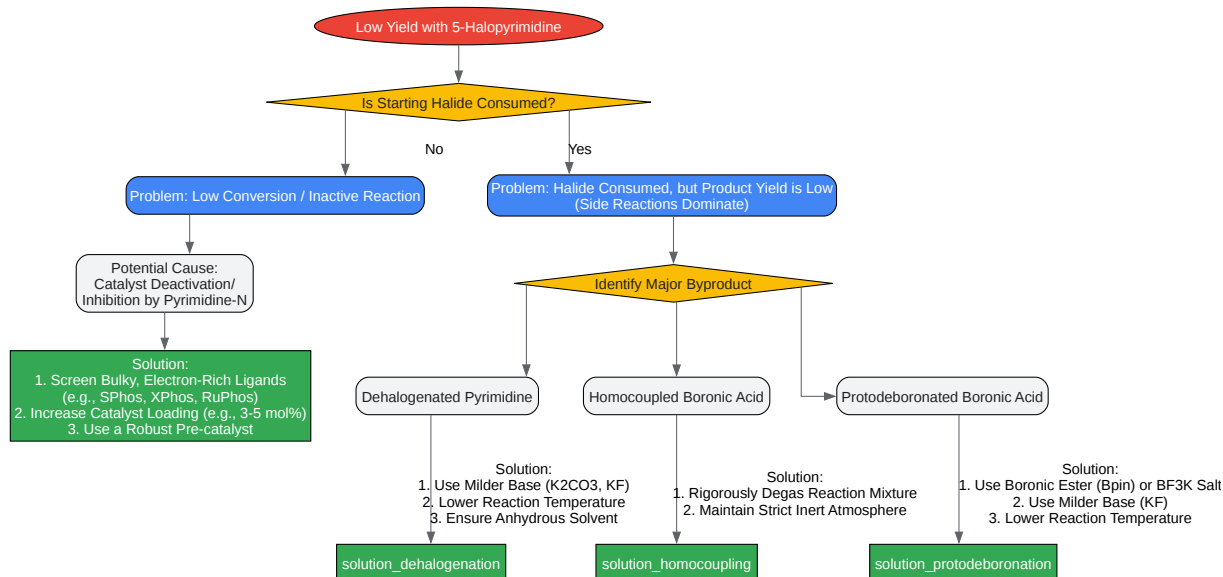 Low Yield with 5-Halopyrimidine
Is Starting Halide Consumed?
No
Yes
Problem: Low Conversion / Inactive Reaction
Problem: Halide Consumed, but Product Yield is Low
(Side Reactions Dominate)
Potential Cause:
Catalyst Deactivation/
Inhibition by Pyrimidine-N
Identify Major Byproduct
Solution:
1. Screen Bulky, Electron-Rich Ligands
(e.g., SPhos, XPhos, RuPhos)
2. Increase Catalyst Loading (e.g., 3-5 mol%)
3. Use a Robust Pre-catalyst
Dehalogenated Pyrimidine
Homocoupled Boronic Acid
Protodeboronated Boronic Acid
Solution:
1. Use Milder Base (K2CO3, KF)
2. Lower Reaction Temperature
3. Ensure Anhydrous Solvent
Solution:
1. Rigorously Degas Reaction Mixture
2. Maintain Strict Inert Atmosphere
Solution:
1. Use Boronic Ester (Bpin) or BF3K Salt
2. Use Milder Base (KF)
3. Lower Reaction Temperature
solution_dehalogenation
solution_homocoupling
solution_protodeboronation